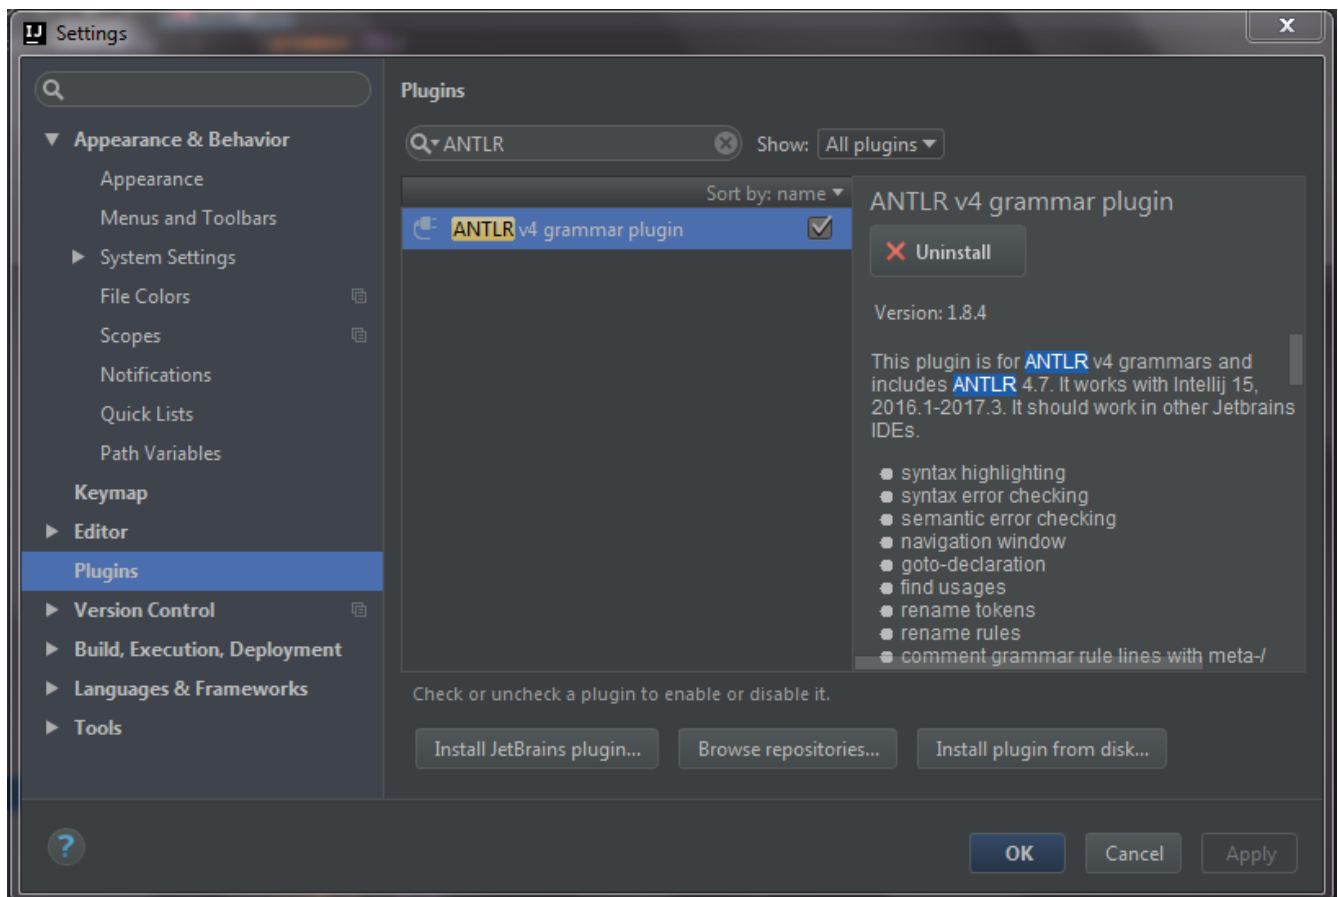 IJ Settings
Appearance & Behavior
Appearance
Menus and Toolbars
System Settings
File Colors
Scopes
Notifications
Quick Lists
Path Variables
Keymap
Editor
Plugins
Version Control
Build, Execution, Deployment
Languages & Frameworks
Tools
Plugins
ANTLR
Show: All plugins
Sort by: name
ANTLR v4 grammar plugin
ANTLR v4 grammar plugin
Uninstall
Version: 1.8.4
This plugin is for ANTLR v4 grammars and
includes ANTLR 4.7. It works with Intellij 15,
2016.1-2017.3. It should work in other Jetbrains
IDEs.
syntax highlighting
syntax error checking
semantic error checking
navigation window
goto-declaration
find usages
rename tokens
rename rules
comment grammar rule lines with meta-/
Check or uncheck a plugin to enable or disable it.
Install JetBrains plugin... Browse repositories... Install plugin from disk...
? OK Cancel Apply